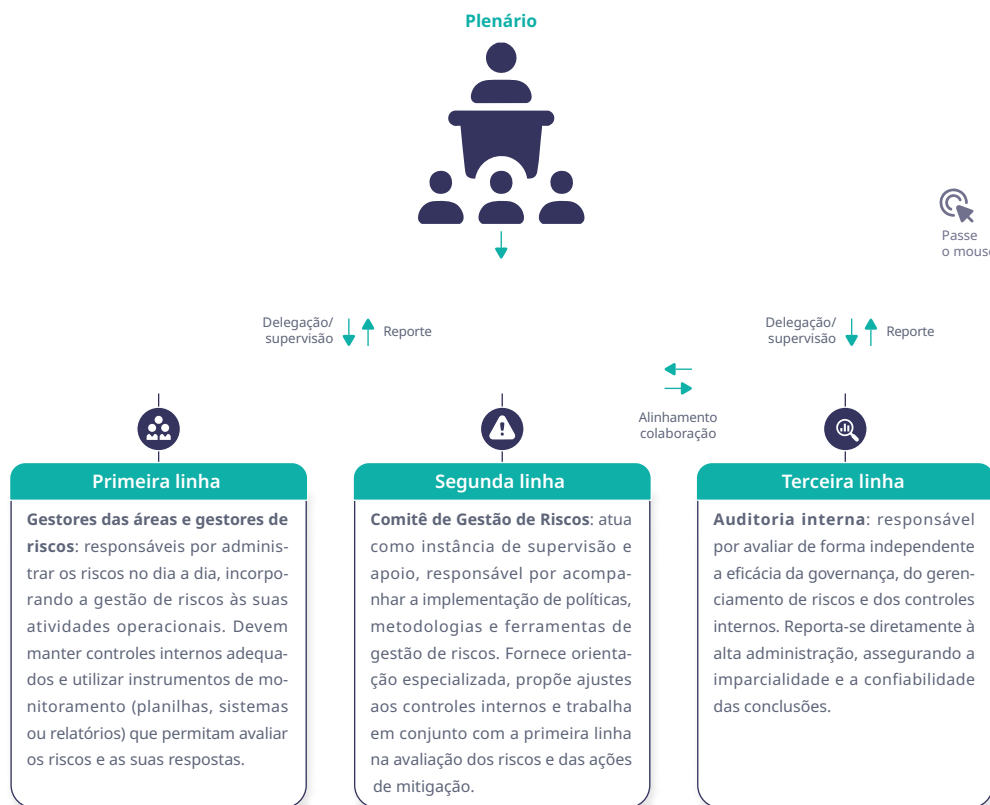 Plenário
Passe
o mouse
Delegação/
supervisão
Reporte
Delegação/
supervisão
Reporte
Alinhamento
colaboração
Primeira linha
Gestores das áreas e gestores de
riscos: responsáveis por adminis-
trar os riscos no dia a dia, incorpo-
rando a gestão de riscos às suas
atividades operacionais. Devem
manter controles internos adequa-
dos e utilizar instrumentos de mo-
nitoramento (planilhas, sistemas
ou relatórios) que permitam avaliar
os riscos e as suas respostas.
Segunda linha
Comitê de Gestão de Riscos: atua
como instância de supervisão e
apoio, responsável por acompa-
nhar a implementação de políticas,
metodologias e ferramentas de
gestão de riscos. Fornece orienta-
ção especializada, propõe ajustes
aos controles internos e trabalha
em conjunto com a primeira linha
na avaliação dos riscos e das ações
de mitigação.
Terceira linha
Auditoria interna: responsável
por avaliar de forma independente
a eficácia da governança, do geren-
ciamento de riscos e dos controles
internos. Reporta-se diretamente à
alta administração, assegurando a
imparcialidade e a confiabilidade
das conclusões.